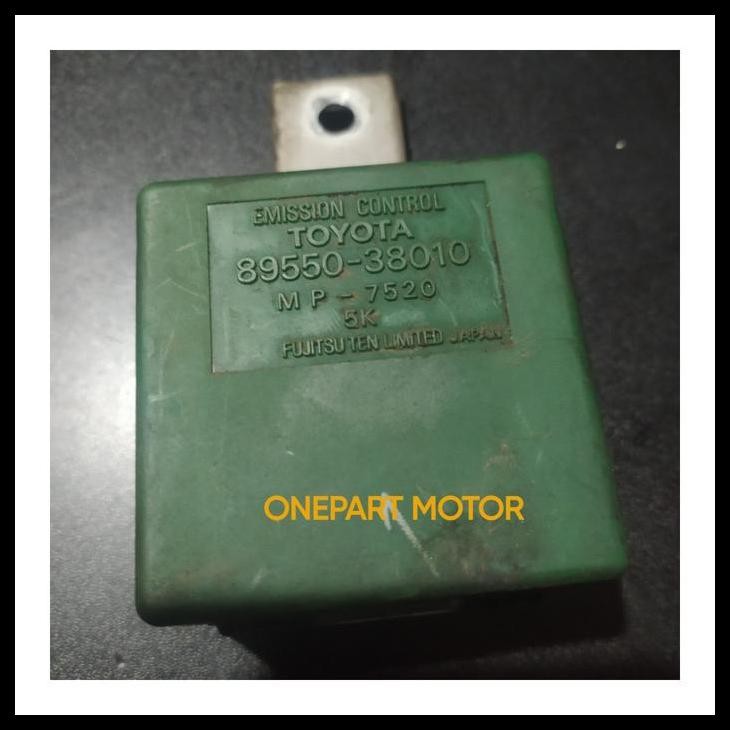 EMISSION CONTROL
TOYOTA
89550-38010
MP-7520
5K
FUJITSU TEN LIMITED JAPAN
ONEPART MOTOR